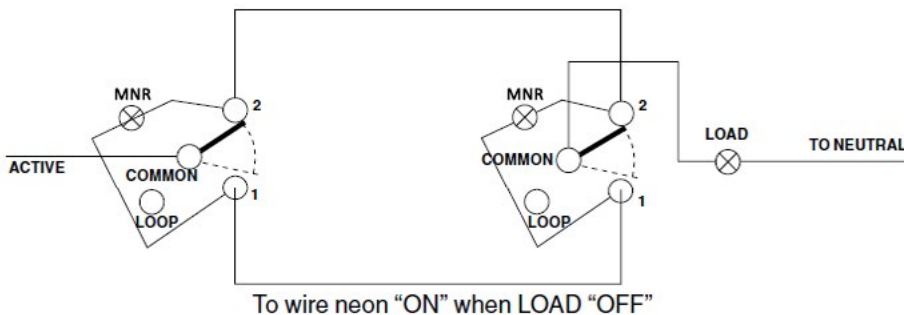 MNR
2
ACTIVE
COMMON
1
LOOP
MNR
2
COMMON
1
LOOP
LOAD
TO NEUTRAL
To wire neon “ON” when LOAD “OFF”